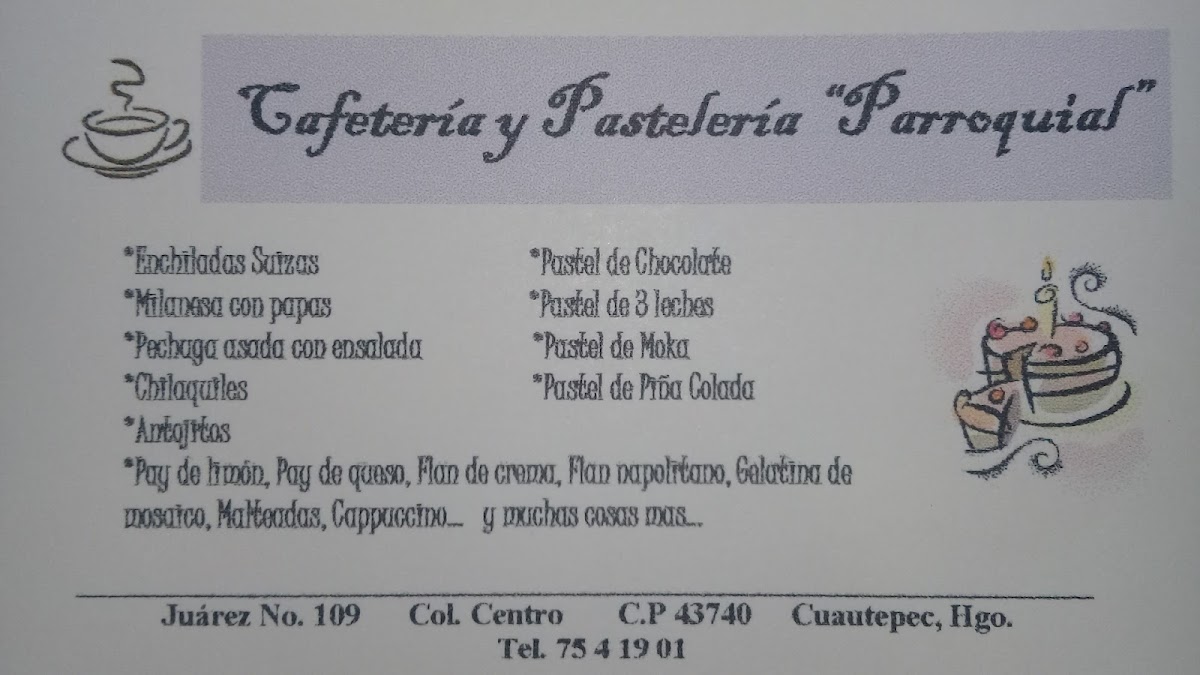 Cafetería y Pastelería “Parroquial”
*Enchiladas Suizas
*Milanesa con papas
*Pechuga asada con ensalada
*Chilaquiles
*Antojitos
*Pastel de Chocolate
*Pastel de 3 leches
*Pastel de Moka
*Pastel de Piña Colada
*Pay de limón, Pay de queso, Flan de crema, Flan napolitano, Gelatina de
mosaico, Malteadas, Cappuccino... y muchas cosas mas...
Juárez No. 109 Col. Centro C.P 43740 Cuautepec, Hgo.
Tel. 75 4 19 01